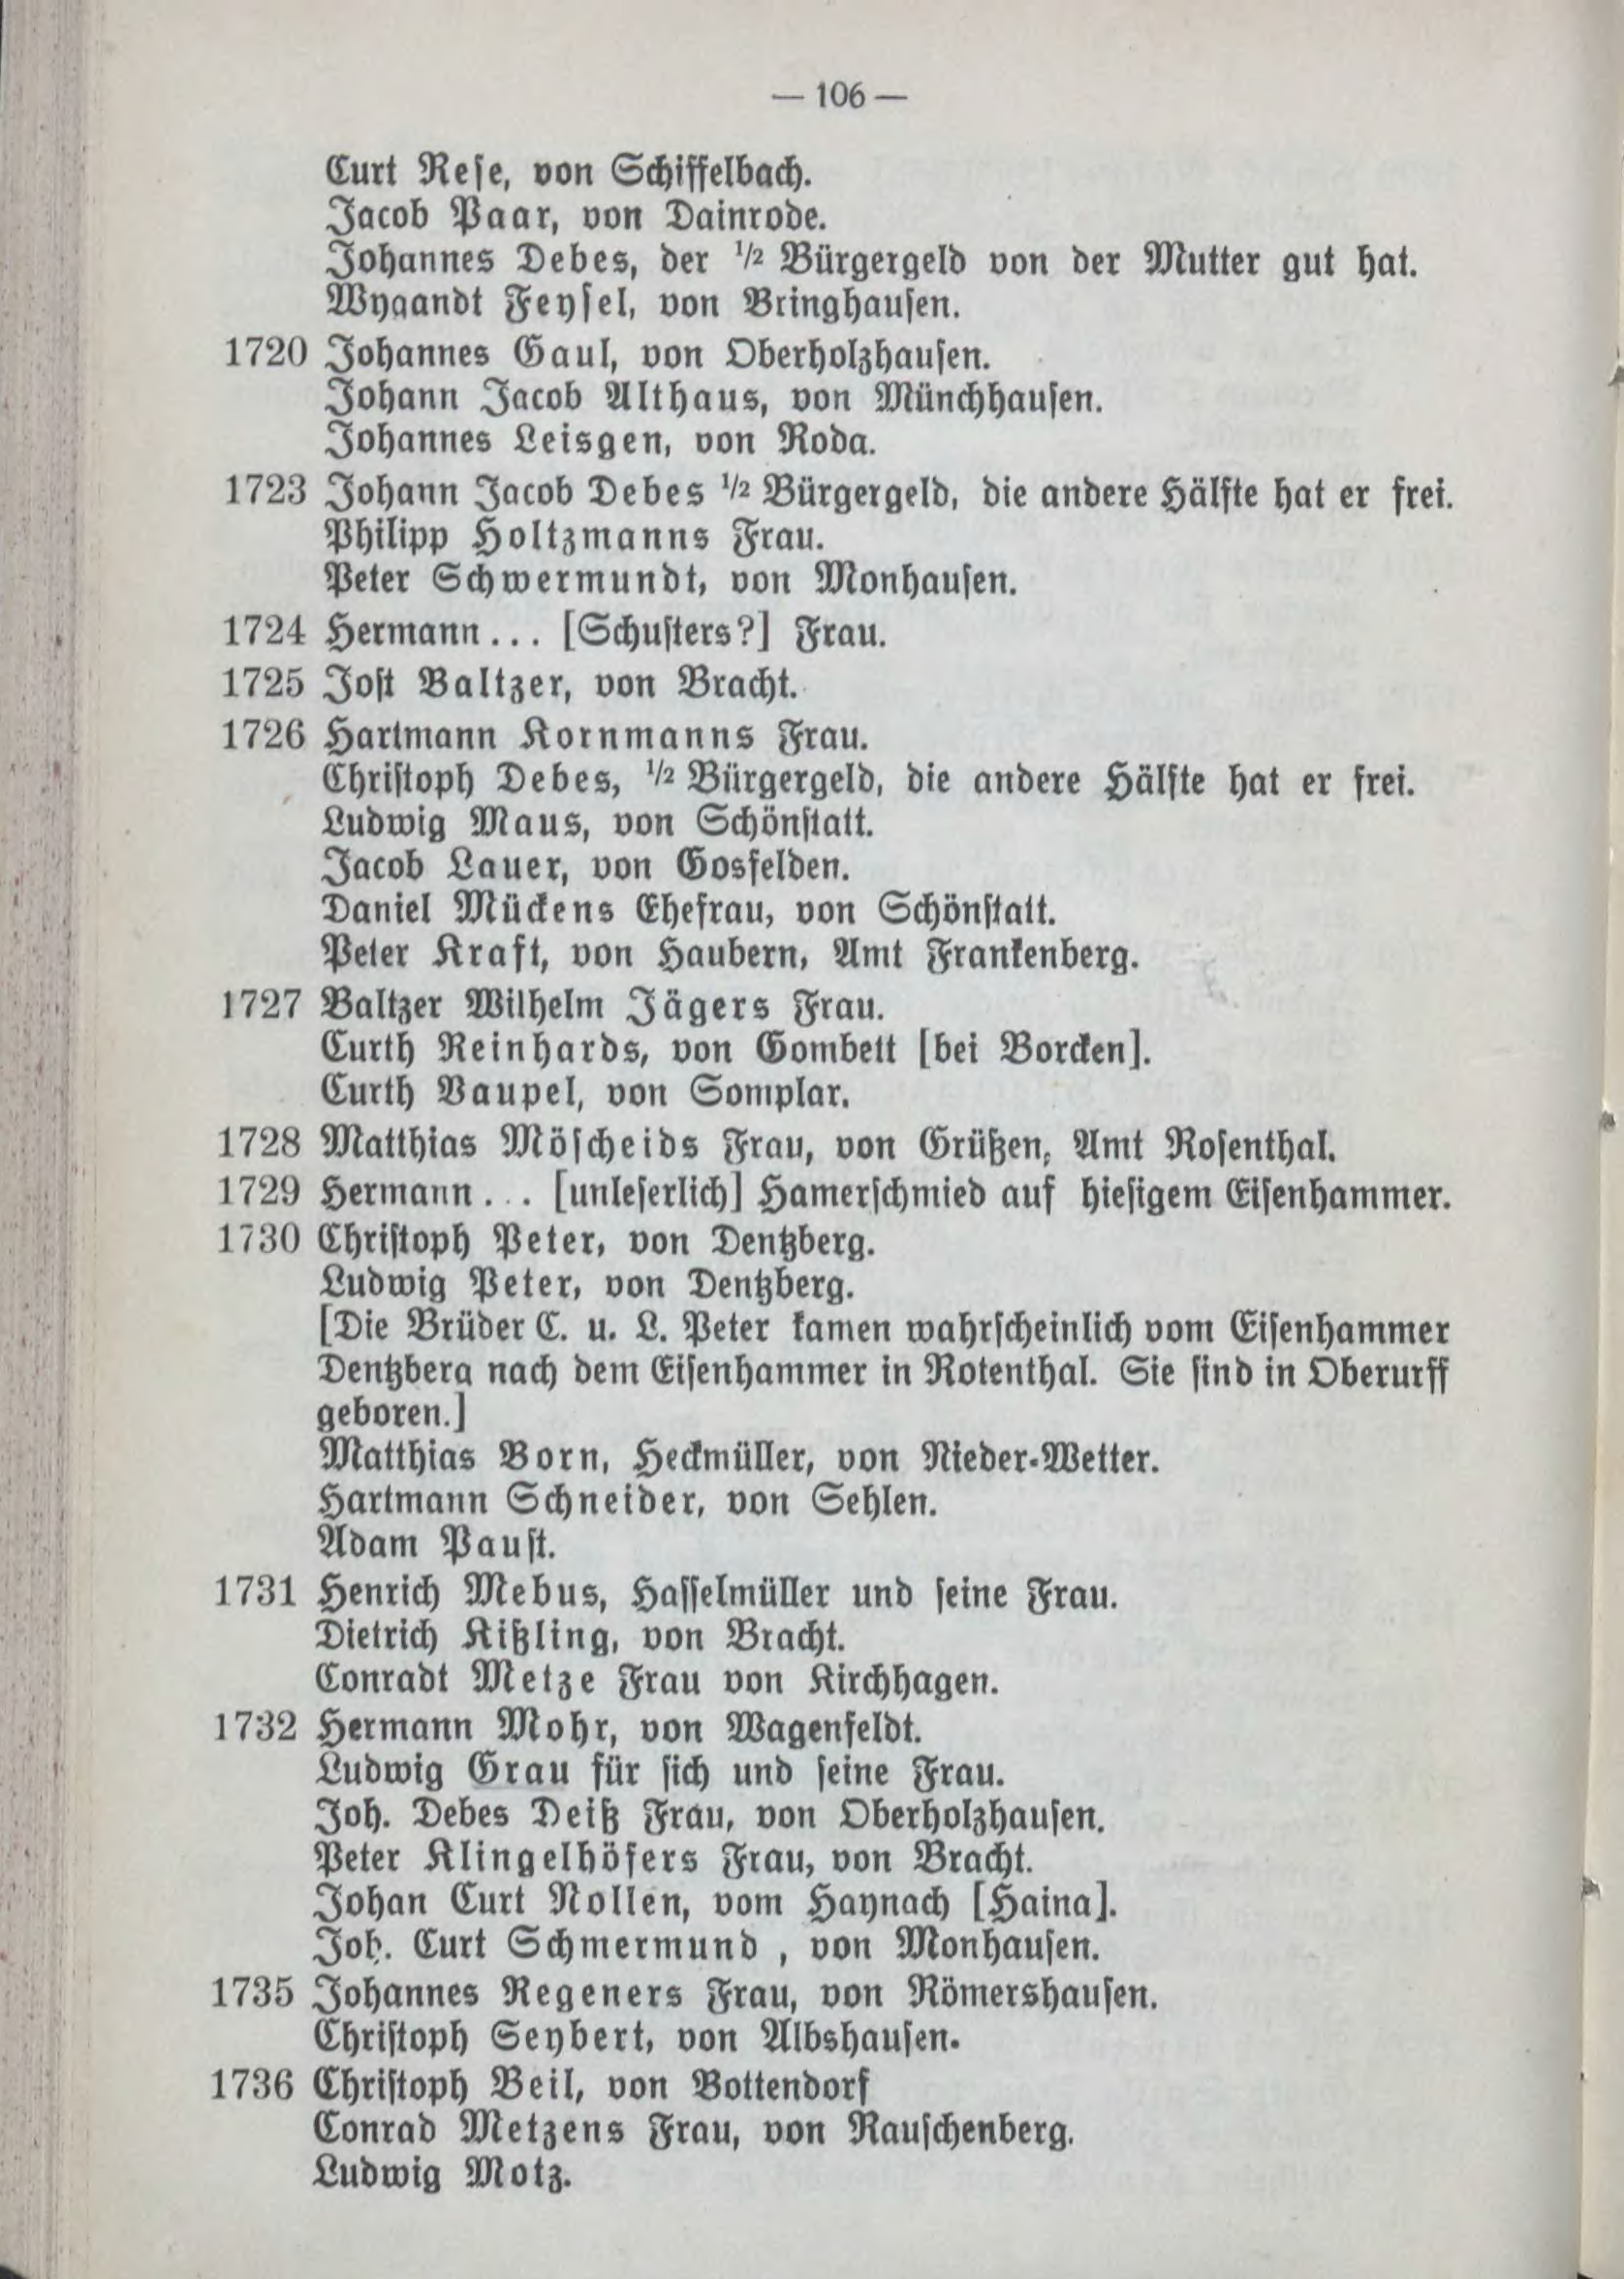 — 106 —
Curt Rese, von Schiffelbach.
Jacob Paar, von Dainrode.
Johannes Debes, der ½ Bürgergeld von der Mutter gut hat.
Wygandt Feysel, von Bringhausen.
1720 Johannes Gaul, von Oberholzhausen.
Johann Jacob Althaus, von Münchhausen.
Johannes Leisgen, von Roda.
1723 Johann Jacob Debes ½ Bürgergeld, die andere Hälfte hat er frei.
Philipp Holtzmanns Frau.
Peter Schwermundt, von Monhausen.
1724 Hermann ... [Schusters?] Frau.
1725 Jost Baltzer, von Bracht.
1726 Hartmann Kornmanns Frau.
Christoph Debes, ½ Bürgergeld, die andere Hälfte hat er frei.
Ludwig Maus, von Schönstatt.
Jacob Lauer, von Gosfelden.
Daniel Mückens Ehefrau, von Schönstatt.
Peter Kraft, von Haubern, Amt Frankenberg.
1727 Baltzer Wilhelm Jägers Frau.
Curth Reinhards, von Gombett [bei Borcken].
Curth Vaupel, von Somplar.
1728 Matthias Möscheids Frau, von Grüßen, Amt Rosenthal.
1729 Hermann ... [unleserlich] Hamerschmied auf hiesigem Eisenhammer.
1730 Christoph Peter, von Dentzberg.
Ludwig Peter, von Dentzberg.
[Die Brüder C. u. L. Peter kamen wahrscheinlich vom Eisenhammer
Dentzberg nach dem Eisenhammer in Rotenthal. Sie sind in Oberurff
geboren.]
Matthias Born, Heckmüller, von Nieder-Wetter.
Hartmann Schneider, von Sehlen.
Adam Paust.
1731 Henrich Mebus, Hasselmüller und seine Frau.
Dietrich Kißling, von Bracht.
Conradt Metze Frau von Kirchhagen.
1732 Hermann Mohr, von Wagenfeldt.
Ludwig Grau für sich und seine Frau.
Joh. Debes Deiß Frau, von Oberholzhausen.
Peter Klingelhöfers Frau, von Bracht.
Johan Curt Nollen, vom Haynach [Haina].
Joh. Curt Schmermund , von Monhausen.
1735 Johannes Regeners Frau, von Römershausen.
Christoph Seybert, von Albshausen.
1736 Christoph Beil, von Bottendorf
Conrad Metzens Frau, von Rauschenberg.
Ludwig Motz.